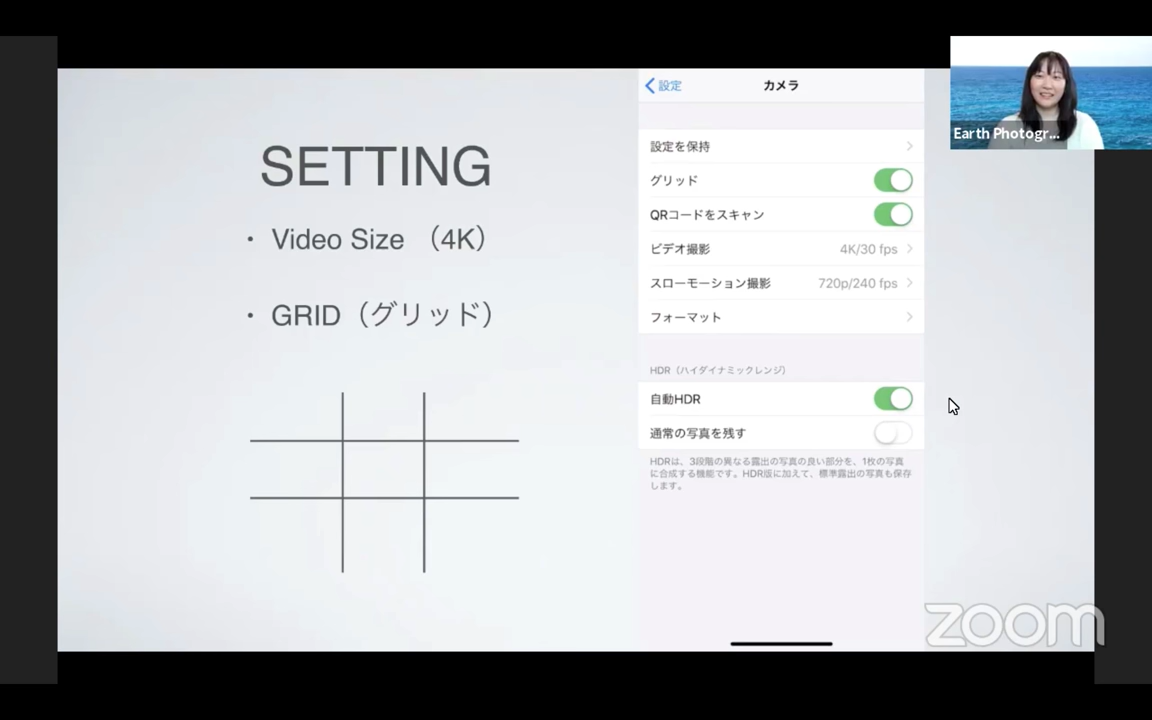 SETTING
・ Video Size （4K）
・ GRID（グリッド）
設定
カメラ
設定を保持
グリッド
QRコードをスキャン
ビデオ撮影 4K/30 fps
スローモーション撮影 720p/240 fps
フォーマット
HDR（ハイダイナミックレンジ）
自動HDR
通常の写真を残す
HDRは、3段階の異なる露出の写真の良い部分を、1枚の写真
に合成する機能です。HDR版に加えて、標準露出の写真も保存
します。
Earth Photogr...
zoom